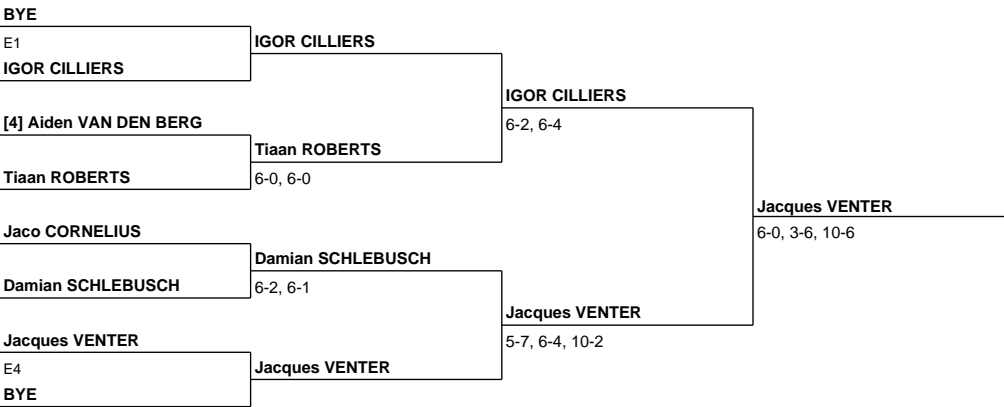 BYE
E1
IGOR CILLIERS
[4] Aiden VAN DEN BERG
Tiaan ROBERTS
Jaco CORNELIUS
Damian SCHLEBUSCH
Jacques VENTER
E4
BYE
IGOR CILLIERS
Tiaan ROBERTS
6-0, 6-0
Damian SCHLEBUSCH
6-2, 6-1
Jacques VENTER
IGOR CILLIERS
6-2, 6-4
Jacques VENTER
5-7, 6-4, 10-2
Jacques VENTER
6-0, 3-6, 10-6